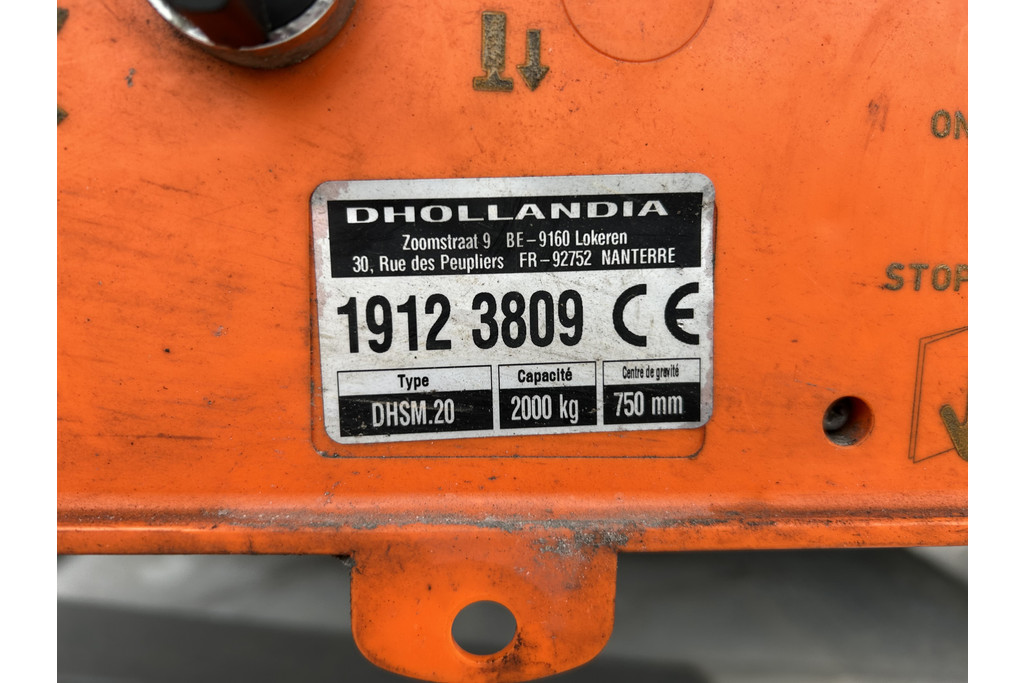 ON
STOP
DHOLLANDIA
Zoomstraat 9 BE-9160 Lokeren
30, Rue des Peupliers FR-92752 NANTERRE
1912 3809 CE
Type Capacité Centre de gravité
DHSM.20 2000 kg 750 mm